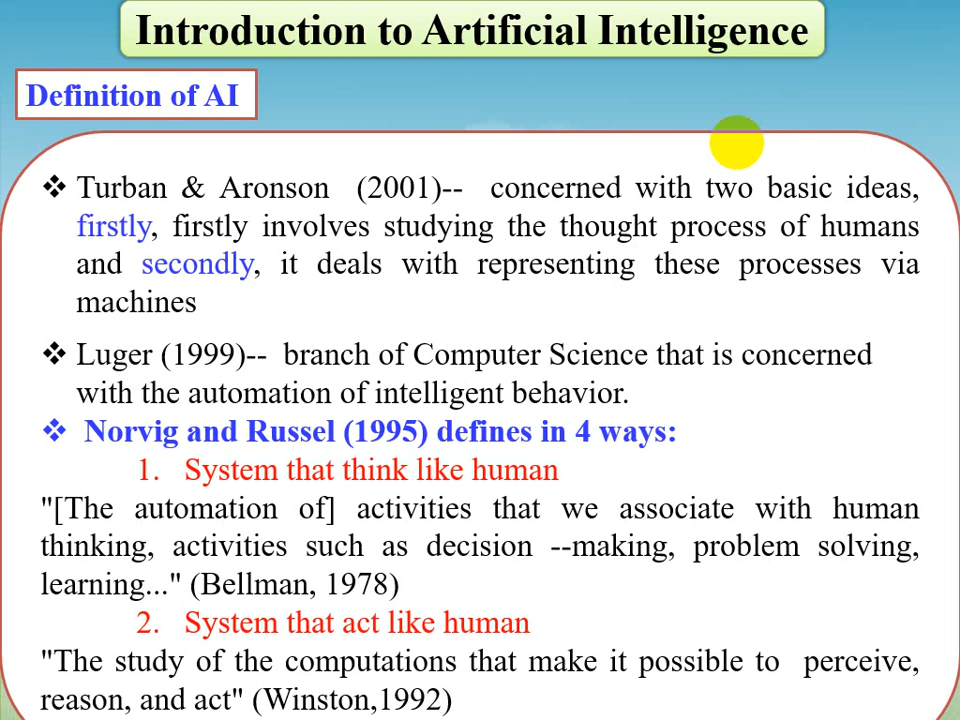 Introduction to Artificial Intelligence
Definition of AI
❖ Turban & Aronson (2001)-- concerned with two basic ideas,
firstly, firstly involves studying the thought process of humans
and secondly, it deals with representing these processes via
machines
❖ Luger (1999)-- branch of Computer Science that is concerned
with the automation of intelligent behavior.
❖ Norvig and Russel (1995) defines in 4 ways:
1. System that think like human
"[The automation of] activities that we associate with human
thinking, activities such as decision --making, problem solving,
learning..." (Bellman, 1978)
2. System that act like human
"The study of the computations that make it possible to perceive,
reason, and act" (Winston,1992)